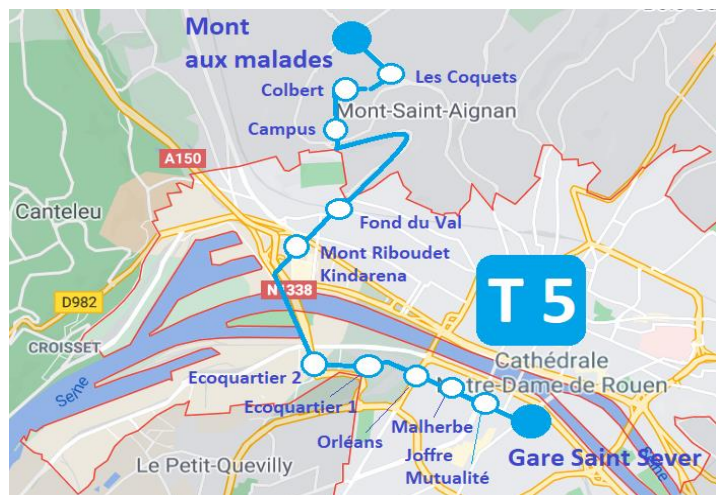 Mont
aux malades
Les Coquets
Colbert
Mont-Saint-Aignan
Campus
A150
Canteleu
Fond du Val
Mont Riboudet
Kindarena
N1338
T 5
D982
CROISSET
Seine
Cathédrale
Notre-Dame de Rouen
Ecoquartier 2
Ecoquartier 1
Orléans
Malherbe
Joffre
Mutualité
Le Petit-Quevilly
Gare Saint Sever
Seine